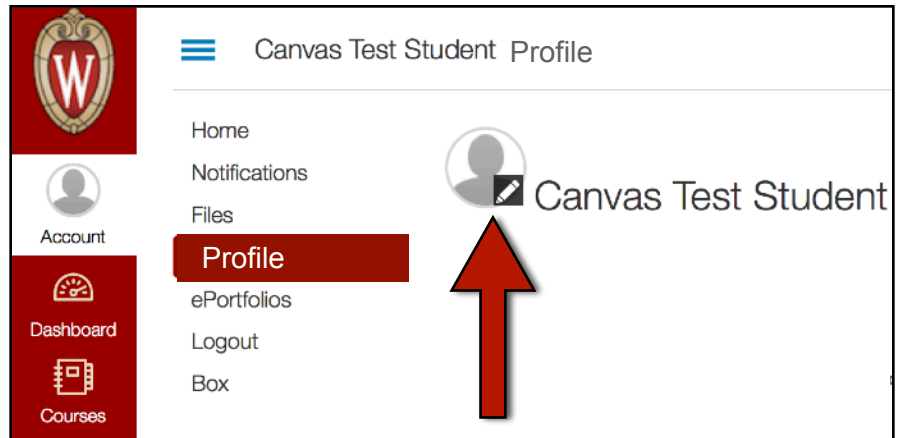 W
Canvas Test Student Profile
Home
Notifications
Files
Profile
ePortfolios
Logout
Box
Canvas Test Student
Account
Dashboard
Courses